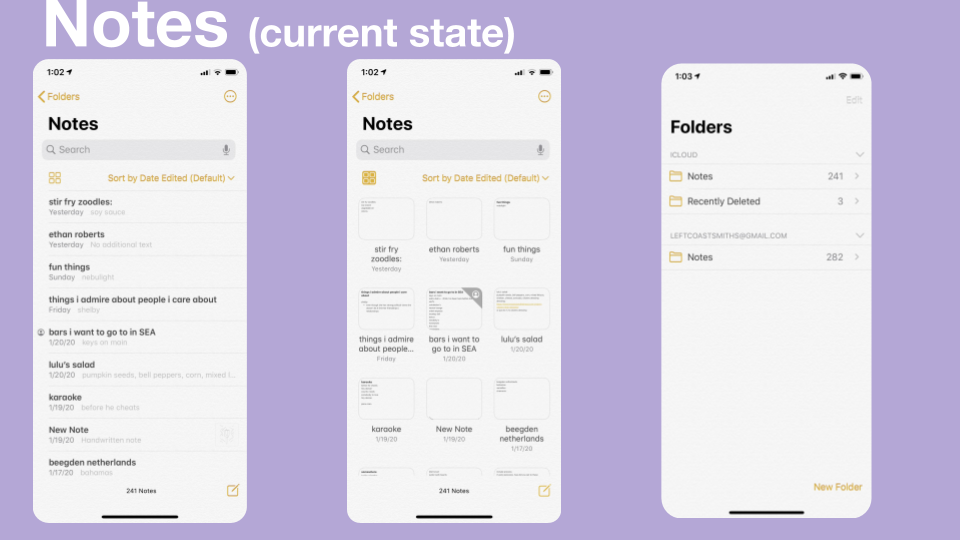 Notes (current state)
1:02
Folders
Notes
Search
Sort by Date Edited (Default)
stir fry zoodles:
Yesterday soy sauce
ethan roberts
Yesterday No additional text
fun things
Sunday nebulight
things i admire about people i care about
Friday shelby
bars i want to go to in SEA
1/20/20 keys on main
lulu's salad
1/20/20 pumpkin seeds, bell peppers, corn, mixed l...
karaoke
1/19/20 before he cheats
New Note
1/19/20 Handwritten note
beegden netherlands
1/17/20 bahamas
241 Notes
1:02
Folders
Notes
Search
Sort by Date Edited (Default)
stir fry
zoodles:
Yesterday
ethan roberts
Yesterday
fun things
Sunday
things i admire
about people...
Friday
bars i want to
go to in SEA
1/20/20
lulu's salad
1/20/20
karaoke
1/19/20
New Note
1/19/20
beegden
netherlands
1/17/20
241 Notes
1:03
Edit
Folders
ICLOUD
Notes 241
Recently Deleted 3
LEFTCOASTSMITHS@GMAIL.COM
Notes 282
New Folder